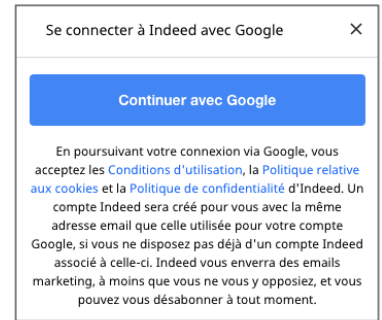 Se connecter à Indeed avec Google
Continuer avec Google
En poursuivant votre connexion via Google, vous
acceptez les Conditions d'utilisation, la Politique relative
aux cookies et la Politique de confidentialité d'Indeed. Un
compte Indeed sera créé pour vous avec la même
adresse email que celle utilisée pour votre compte
Google, si vous ne disposez pas déjà d'un compte Indeed
associé à celle-ci. Indeed vous enverra des emails
marketing, à moins que vous ne vous y opposiez, et vous
pouvez vous désabonner à tout moment.